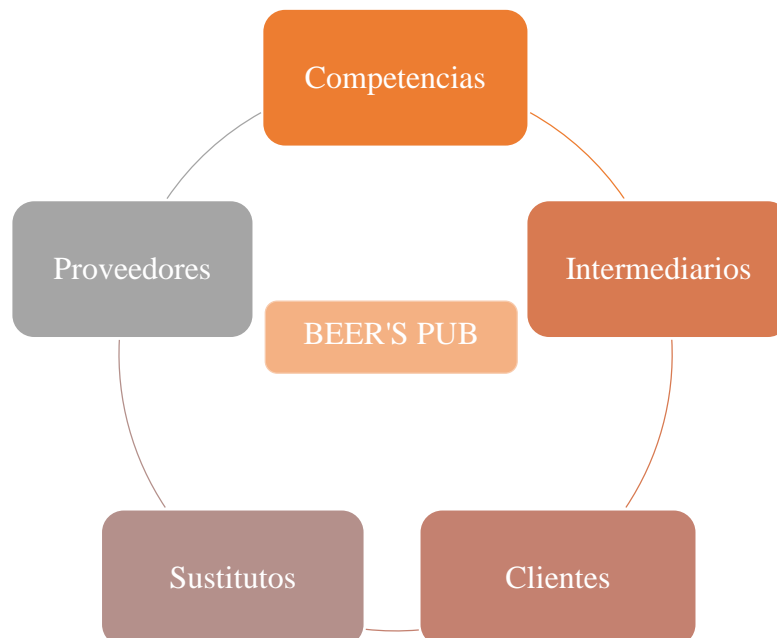 Competencias
Proveedores
Intermediarios
BEER'S PUB
Sustitutos
Clientes